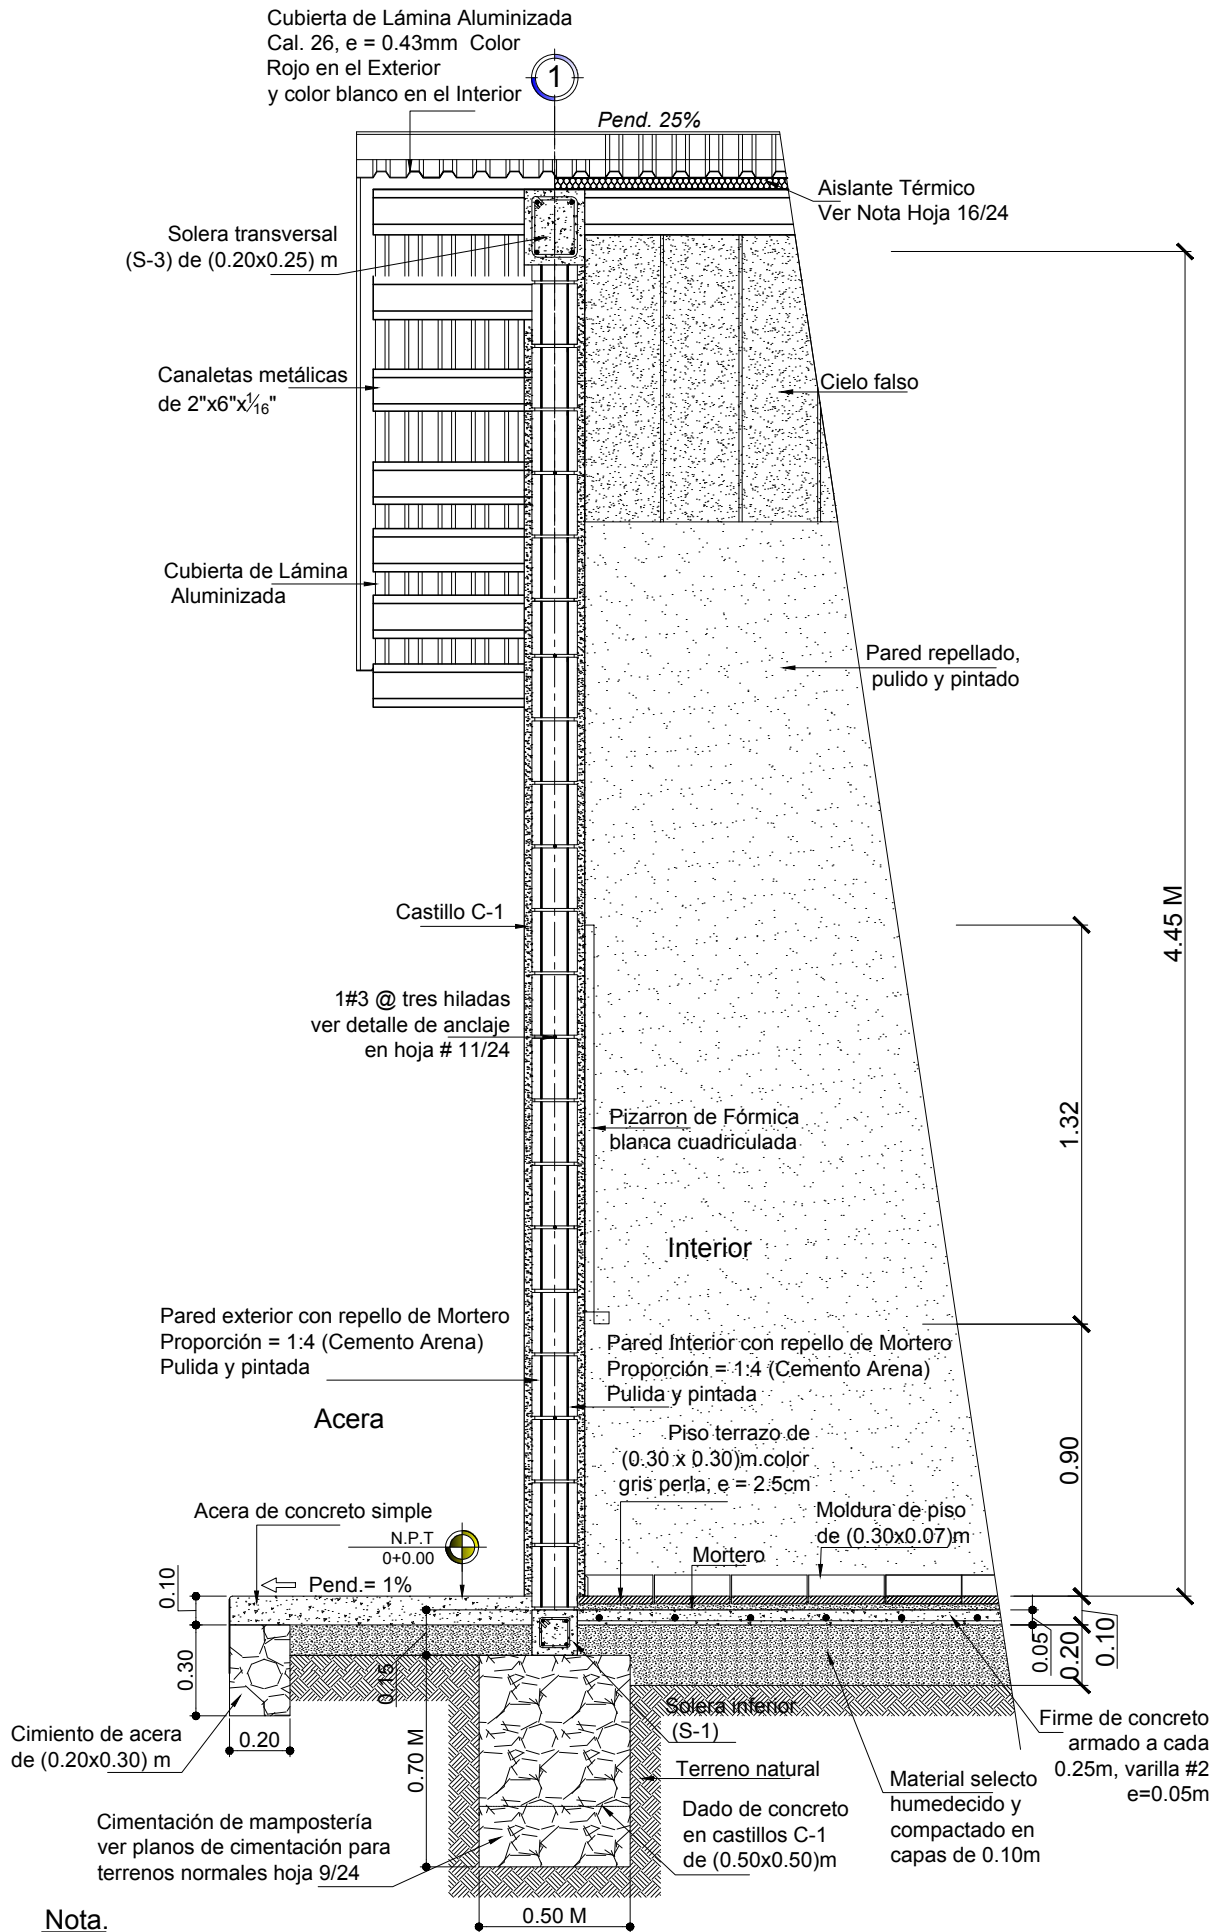 Cubierta de Lámina Aluminizada
Cal. 26, e = 0.43mm Color
Rojo en el Exterior
y color blanco en el Interior
1
Pend. 25%
Aislante Térmico
Ver Nota Hoja 16/24
Solera transversal
(S-3) de (0.20x0.25) m
Canaletas metálicas
de 2"x6"x1/16"
Cielo falso
Cubierta de Lámina
Aluminizada
Pared repellado,
pulido y pintado
4.45 M
Castillo C-1
1#3 @ tres hiladas
ver detalle de anclaje
en hoja # 11/24
1.32
Pizarron de Fórmica
blanca cuadriculada
Interior
Pared exterior con repello de Mortero
Proporción = 1:4 (Cemento Arena)
Pulida y pintada
Pared Interior con repello de Mortero
Proporción = 1:4 (Cemento Arena)
Pulida y pintada
Acera
Piso terrazo de
(0.30 x 0.30)m.color
gris perla, e = 2.5cm
0.90
Acera de concreto simple
Moldura de piso
de (0.30x0.07)m
N.P.T
0+0.00
Mortero
Pend.= 1%
0.10
0.30
0.15
0.05
0.20
0.10
0.20
0.70 M
Cimiento de acera
de (0.20x0.30) m
Solera inferior
(S-1)
Terreno natural
Firme de concreto
armado a cada
0.25m, varilla #2
e=0.05m
Material selecto
humedecido y
compactado en
capas de 0.10m
Dado de concreto
en castillos C-1
de (0.50x0.50)m
Cimentación de mampostería
ver planos de cimentación para
terrenos normales hoja 9/24
0.50 M
Nota.